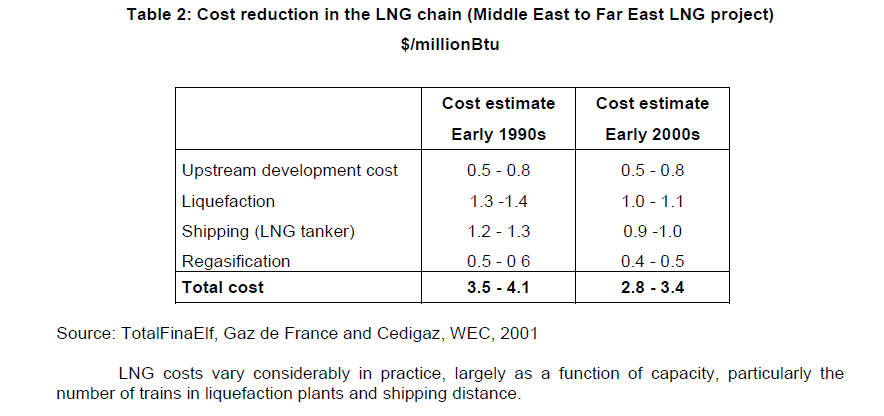 Table 2: Cost reduction in the LNG chain (Middle East to Far East LNG project)
$/millionBtu
Cost estimate Cost estimate
Early 1990s Early 2000s
Upstream development cost 0.5 - 0.8 0.5 - 0.8
Liquefaction 1.3 -1.4 1.0 - 1.1
Shipping (LNG tanker) 1.2 - 1.3 0.9 -1.0
Regasification 0.5 - 0 6 0.4 - 0.5
Total cost 3.5 - 4.1 2.8 - 3.4
Source: TotalFinaElf, Gaz de France and Cedigaz, WEC, 2001
LNG costs vary considerably in practice, largely as a function of capacity, particularly the
number of trains in liquefaction plants and shipping distance.